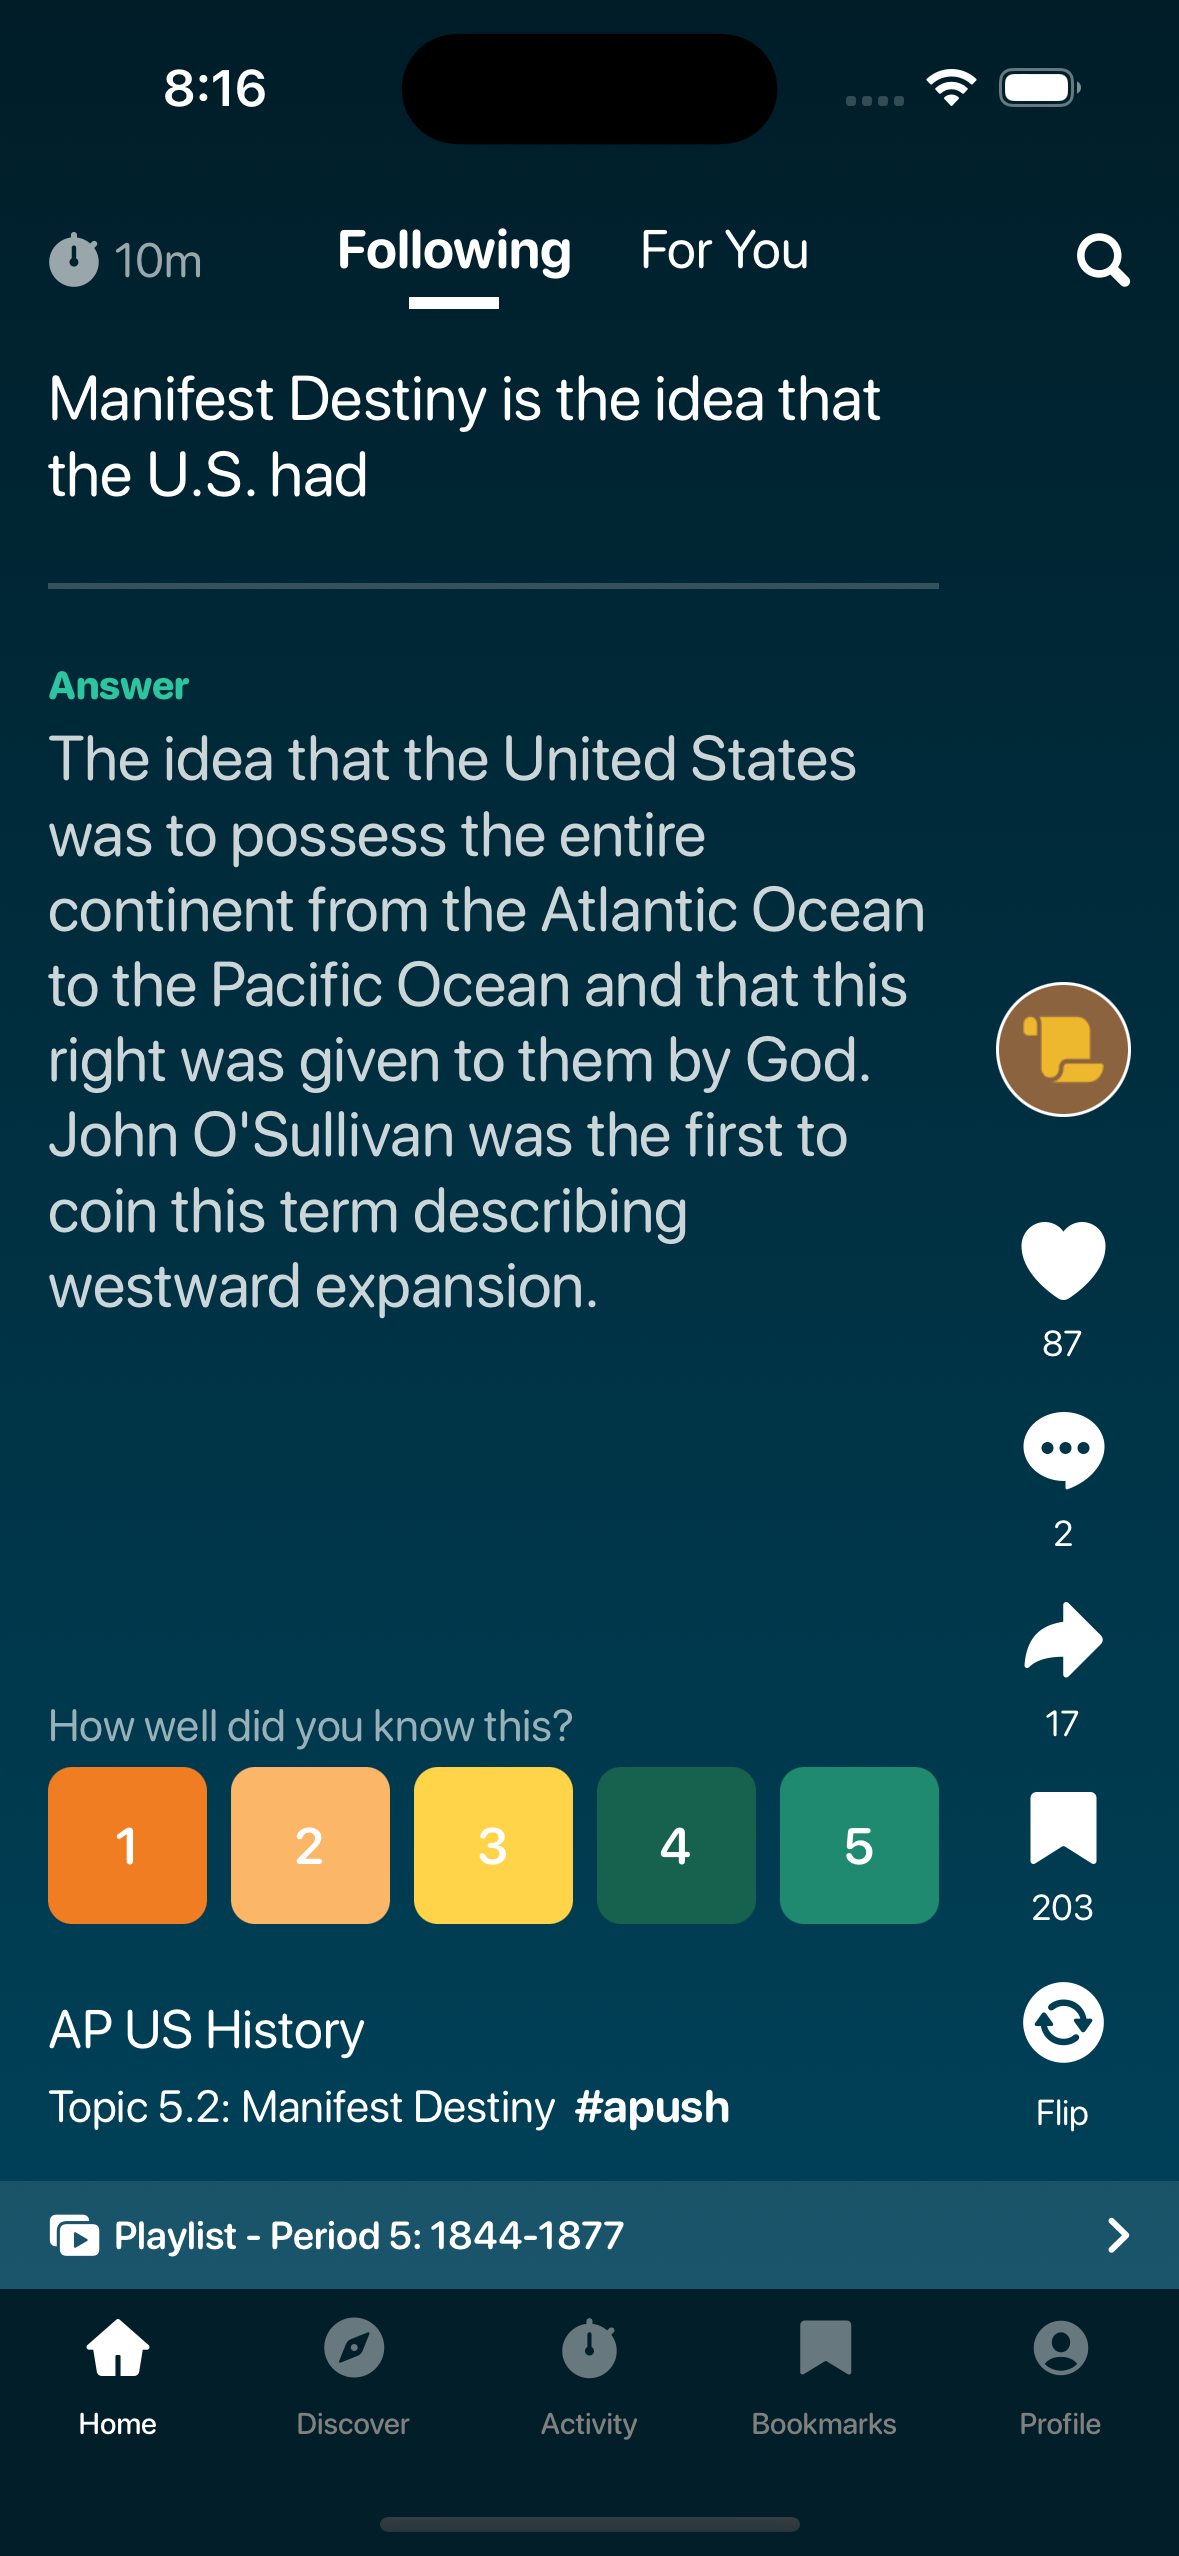 8:16
10m
Following
For You
Manifest Destiny is the idea that
the U.S. had
Answer
The idea that the United States
was to possess the entire
continent from the Atlantic Ocean
to the Pacific Ocean and that this
right was given to them by God.
John O'Sullivan was the first to
coin this term describing
westward expansion.
87
2
17
203
Flip
How well did you know this?
1 2 3 4 5
AP US History
Topic 5.2: Manifest Destiny #apush
Playlist - Period 5: 1844-1877
Home Discover Activity Bookmarks Profile